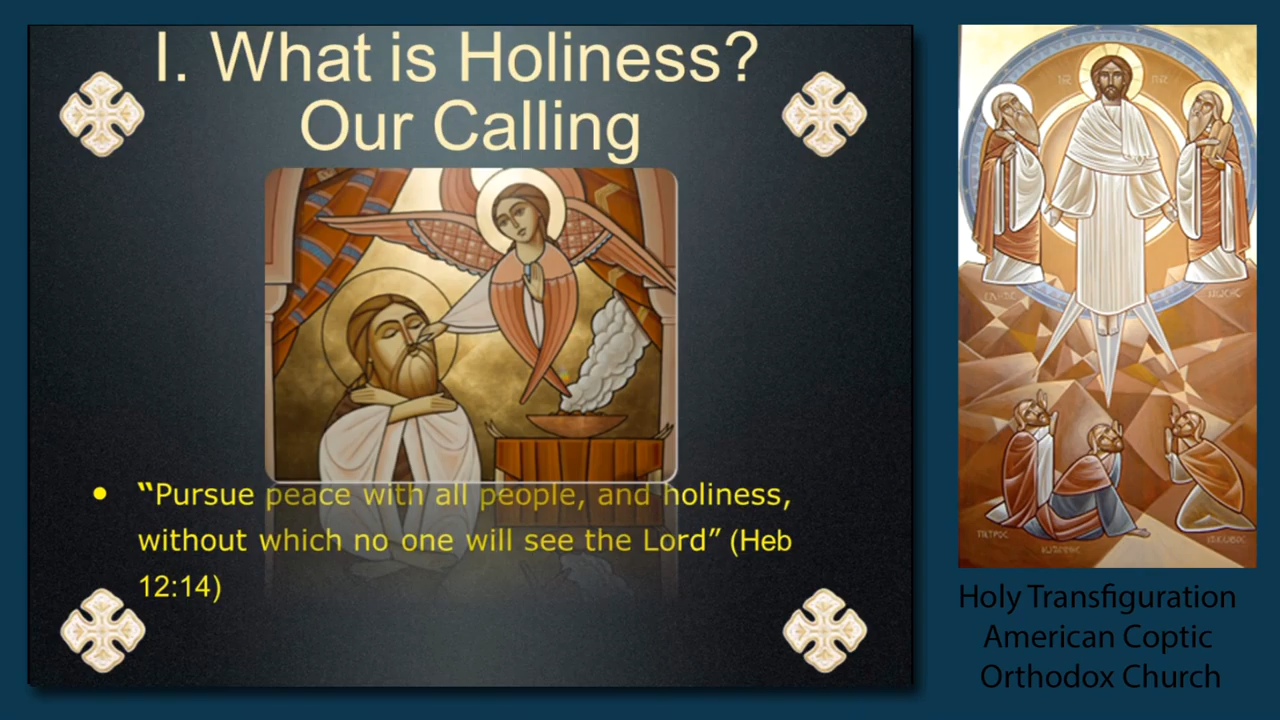 I. What is Holiness?
Our Calling
• “Pursue peace with all people, and holiness,
without which no one will see the Lord” (Heb
12:14)
Holy Transfiguration
American Coptic
Orthodox Church